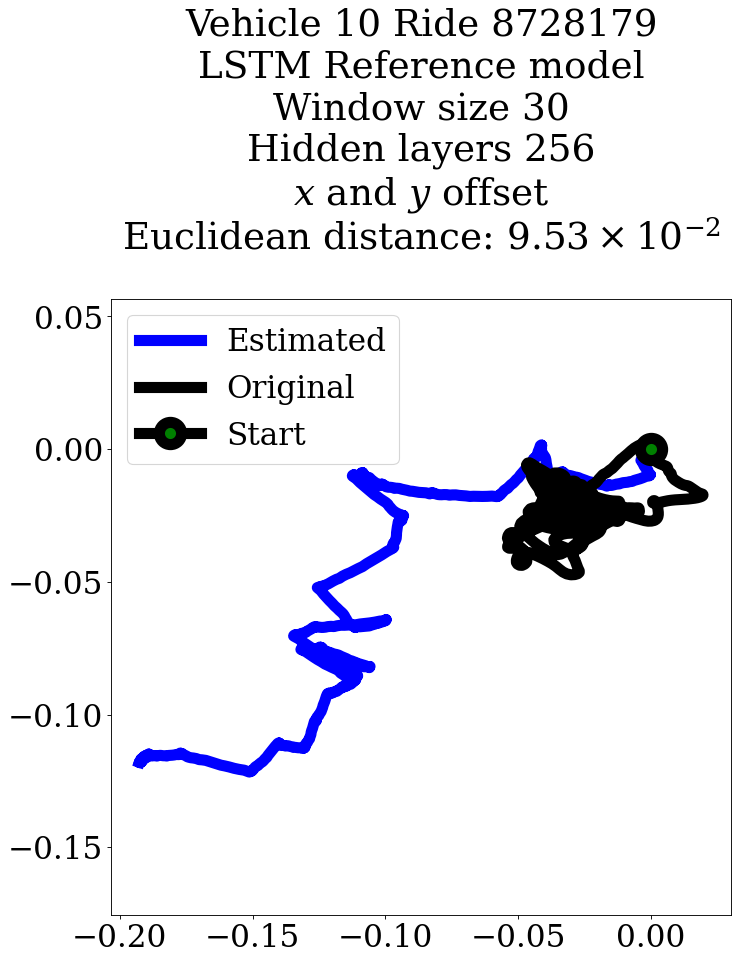 Vehicle 10 Ride 8728179
LSTM Reference model
Window size 30
Hidden layers 256
x and y offset
Euclidean distance: 9.53 × 10⁻²
Estimated
Original
Start
0.05
0.00
−0.05
−0.10
−0.15
−0.20 −0.15 −0.10 −0.05 0.00